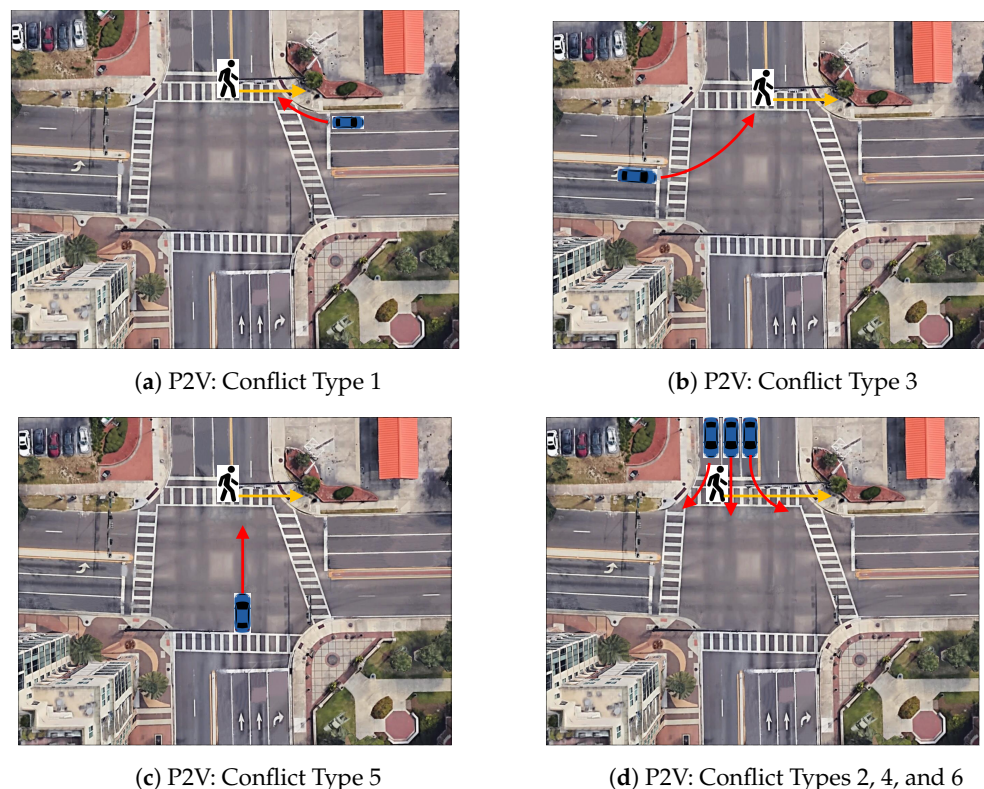 (a) P2V: Conflict Type 1
(b) P2V: Conflict Type 3
(c) P2V: Conflict Type 5
(d) P2V: Conflict Types 2, 4, and 6